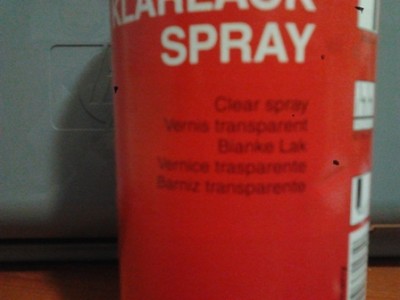 KLARLACK
SPRAY
Clear spray
Vernis transparent
Blanke Lak
Vernice trasparente
Barniz transparente